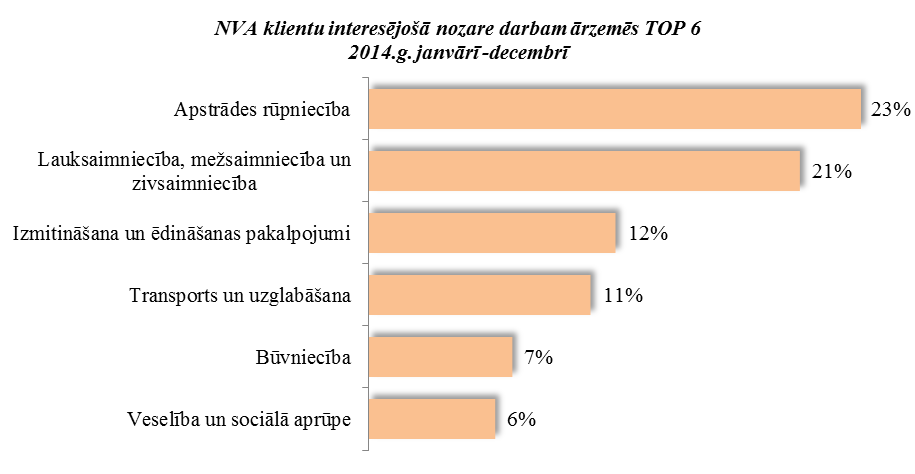 NVA klientu interesējošā nozare darbam ārzemēs TOP 6
2014.g. janvārī -decembrī
Apstrādes rūpniecība 23%
Lauksaimniecība, mežsaimniecība un
zivsaimniecība 21%
Izmitināšana un ēdināšanas pakalpojumi 12%
Transports un uzglabāšana 11%
Būvniecība 7%
Veselība un sociālā aprūpe 6%